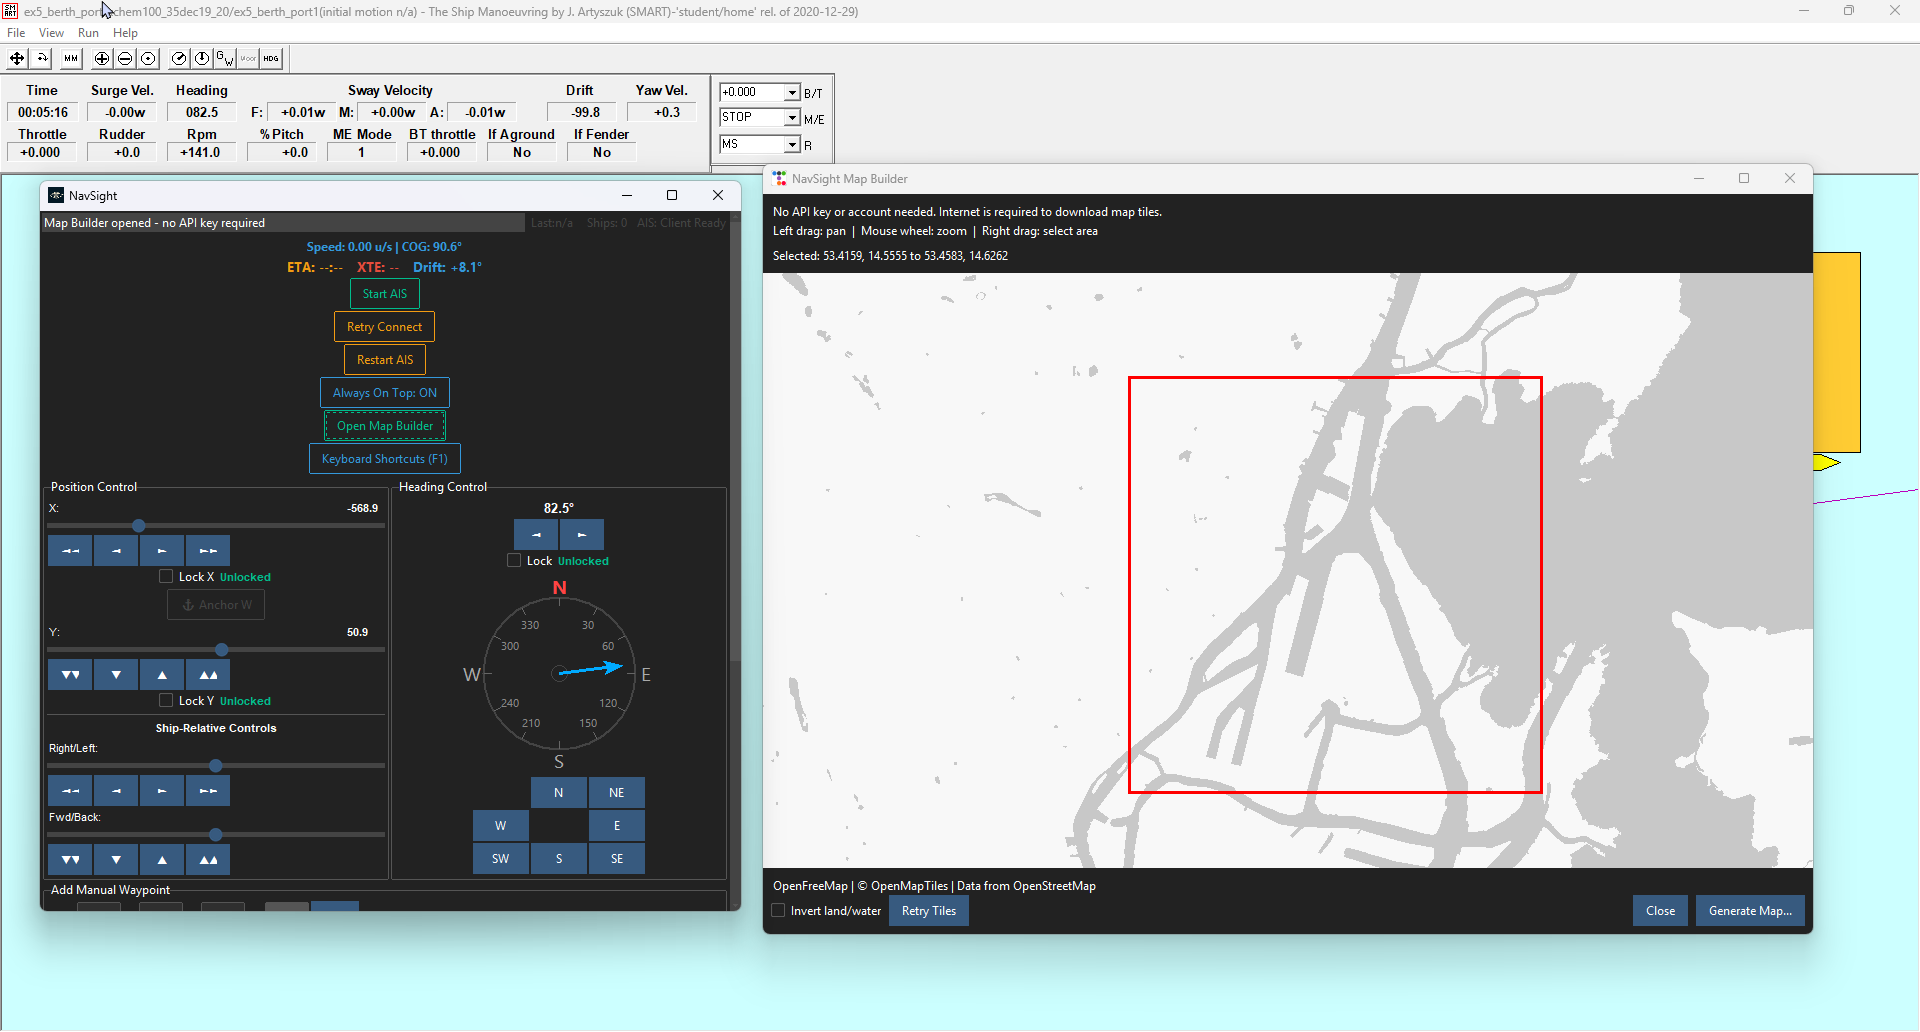 ex5_berth_port chem100_35dec19_20/ex5_berth_port1(initial motion n/a) - The Ship Manoeuvring by J. Artyszuk (SMART)-'student/home' rel. of 2020-12-29)
File View Run Help
MM GW Moor HDG
Time Surge Vel. Heading Sway Velocity Drift Yaw Vel.
00:05:16 -0.00w 082.5 F: +0.01w M: +0.00w A: -0.01w -99.8 +0.3
Throttle Rudder Rpm %Pitch ME Mode BT throttle If Aground If Fender
+0.000 +0.0 +141.0 +0.0 1 +0.000 No No
+0.000 B/T
STOP M/E
MS R
NavSight
Map Builder opened - no API key required Last:n/a Ships: 0 AIS: Client Ready
Speed: 0.00 u/s | COG: 90.6°
ETA: --:-- XTE: -- Drift: +8.1°
Start AIS
Retry Connect
Restart AIS
Always On Top: ON
Open Map Builder
Keyboard Shortcuts (F1)
Position Control
X: -568.9
Lock X Unlocked
Anchor W
Y: 50.9
Lock Y Unlocked
Ship-Relative Controls
Right/Left:
Fwd/Back:
Heading Control
82.5°
Lock Unlocked
N
330 30
300 60
W E
240 120
210 150
S
N NE
W E
SW S SE
Add Manual Waypoint
NavSight Map Builder
No API key or account needed. Internet is required to download map tiles.
Left drag: pan | Mouse wheel: zoom | Right drag: select area
Selected: 53.4159, 14.5555 to 53.4583, 14.6262
OpenFreeMap | © OpenMapTiles | Data from OpenStreetMap
Invert land/water Retry Tiles Close Generate Map...